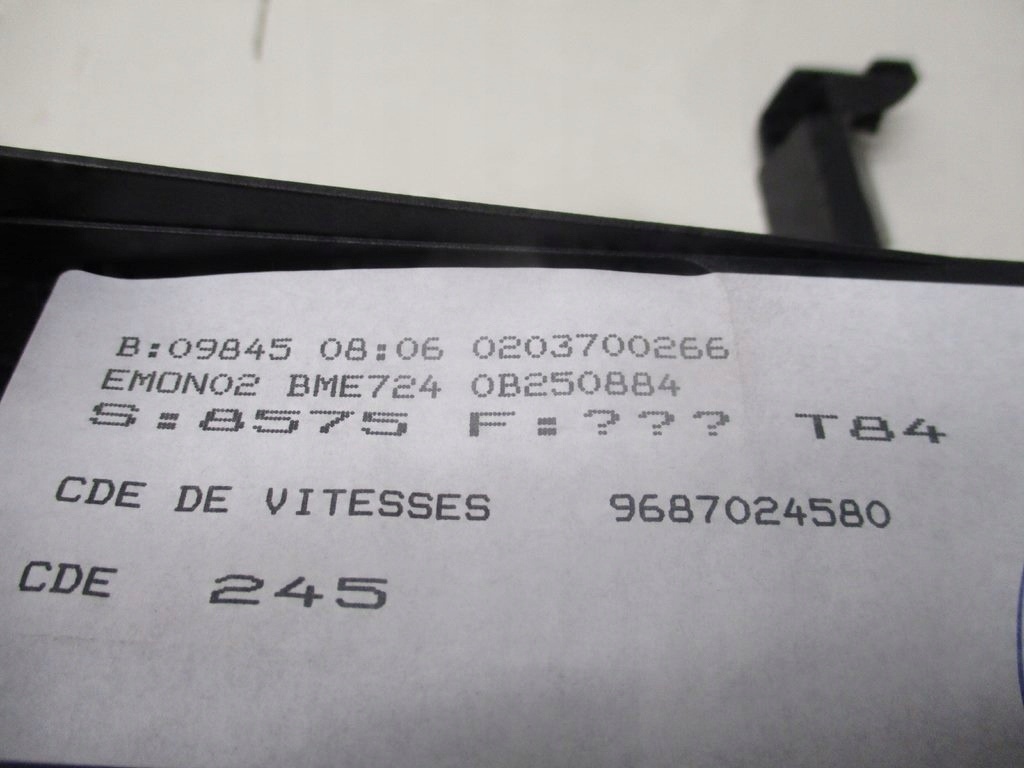 B:09845 08:06 0203700266
EMON02 BME724 0B250884
S:8575 F:??? T84
CDE DE VITESSES 9687024580
CDE 245